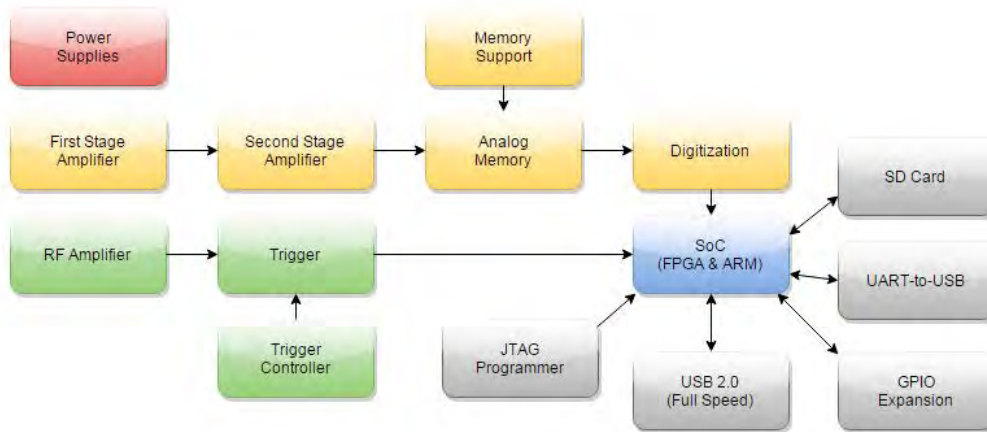 Power
Supplies
Memory
Support
First Stage
Amplifier
Second Stage
Amplifier
Analog
Memory
Digitization
SD Card
RF Amplifier
Trigger
SoC
(FPGA & ARM)
UART-to-USB
Trigger
Controller
JTAG
Programmer
USB 2.0
(Full Speed)
GPIO
Expansion